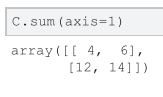 C.sum(axis=1)
array([[ 4,  6],
       [12, 14]])